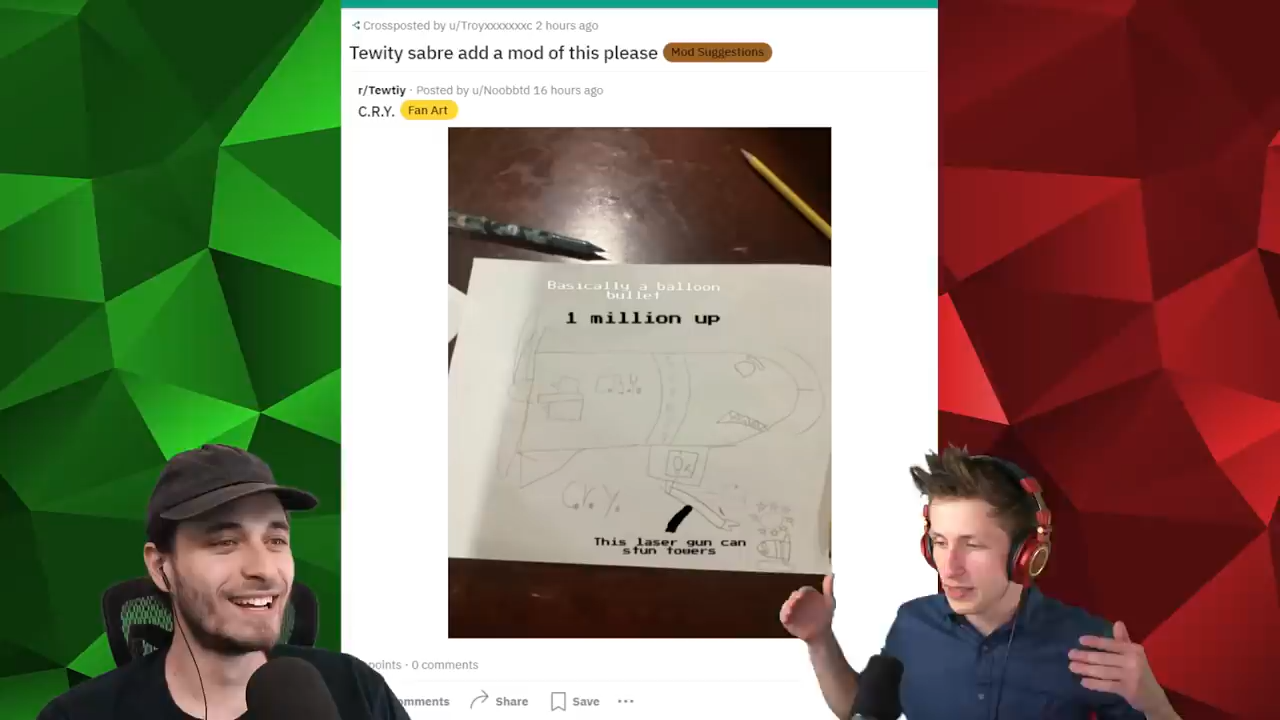 Crossposted by u/Troyxxxxxxxc 2 hours ago
Tewity sabre add a mod of this please Mod Suggestions
r/Tewtiy · Posted by u/Noobbtd 16 hours ago
C.R.Y. Fan Art
Basically a balloon
bullet
1 million up
C.r.y.
This laser gun can
stun towers
points · 0 comments
omments Share Save